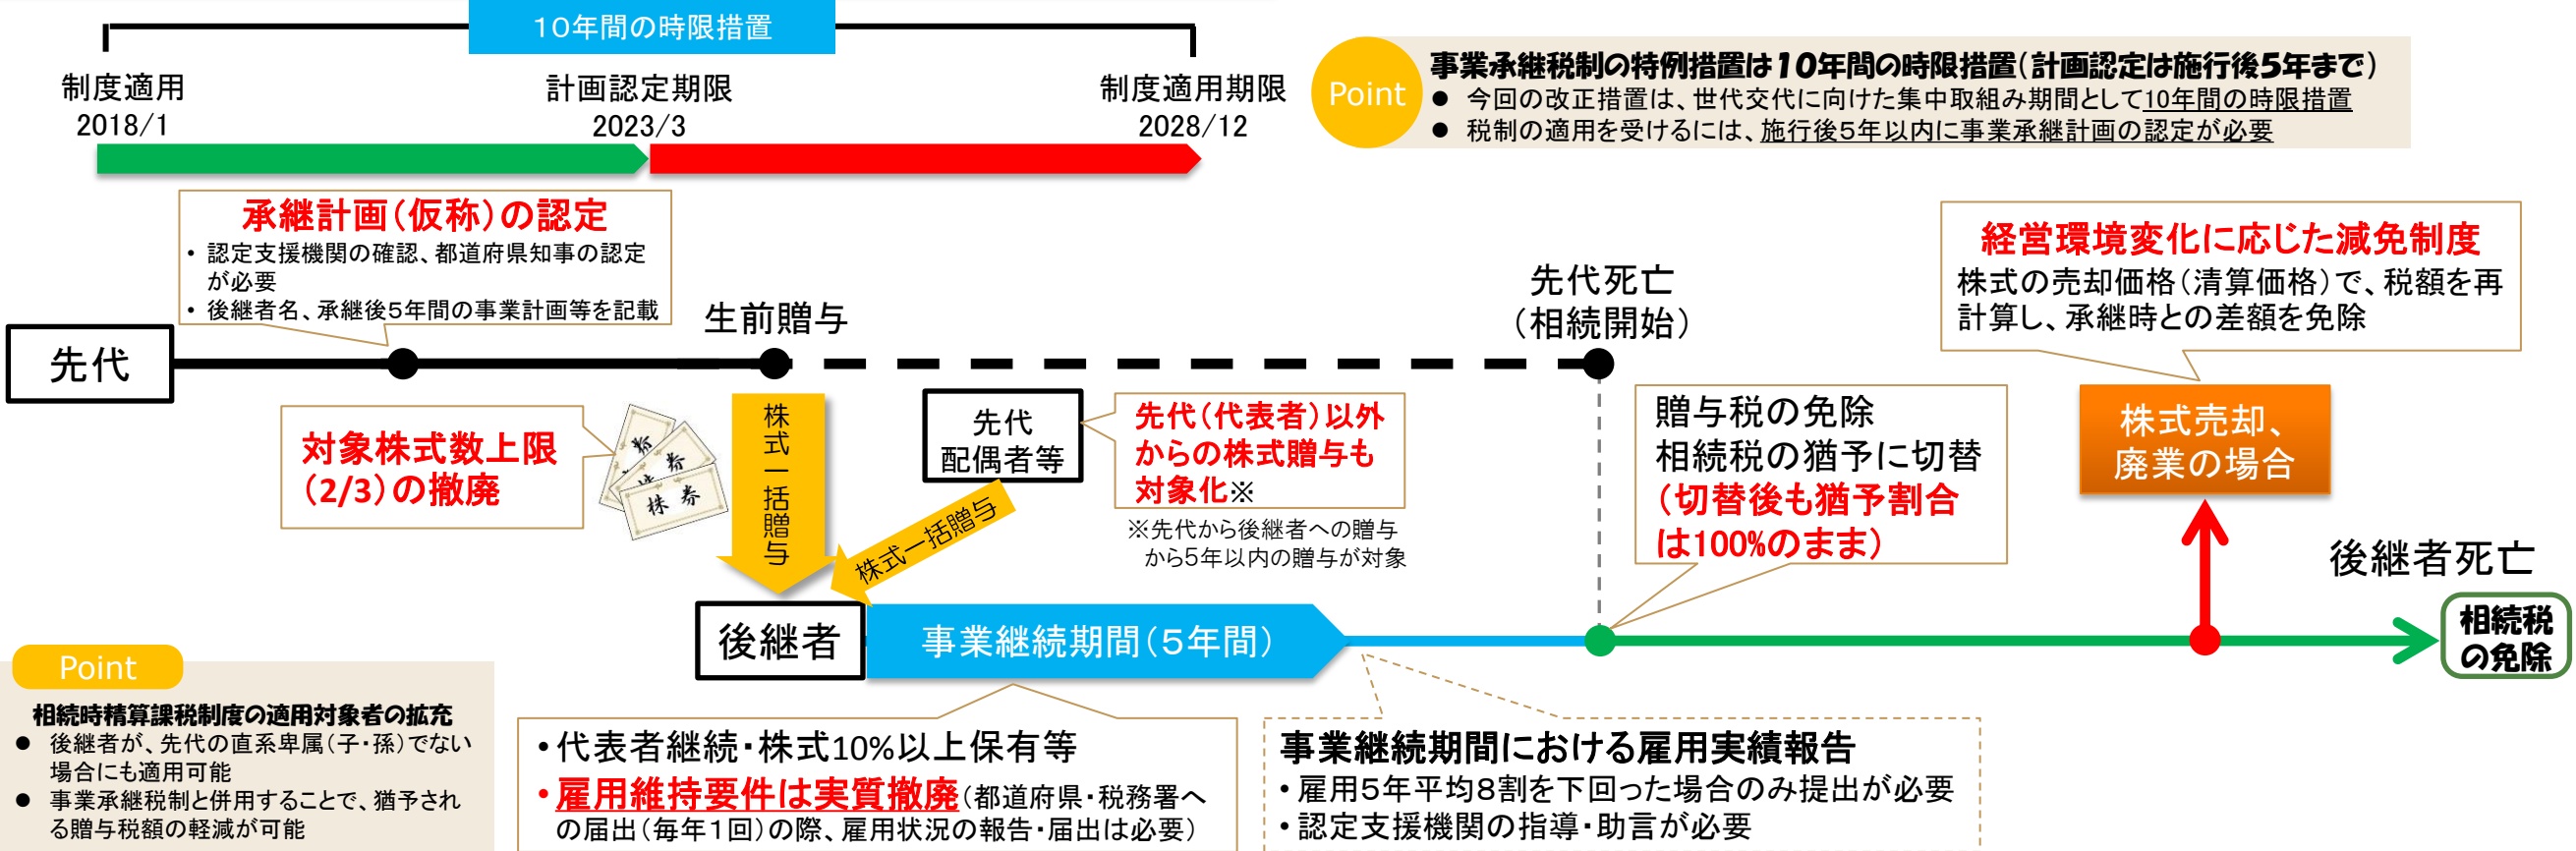 10年間の時限措置
制度適用
2018/1
計画認定期限
2023/3
制度適用期限
2028/12
Point
事業承継税制の特例措置は10年間の時限措置(計画認定は施行後5年まで)
● 今回の改正措置は、世代交代に向けた集中取組み期間として10年間の時限措置
● 税制の適用を受けるには、施行後5年以内に事業承継計画の認定が必要
承継計画(仮称)の認定
• 認定支援機関の確認、都道府県知事の認定
が必要
• 後継者名、承継後5年間の事業計画等を記載
先代
生前贈与
先代死亡
(相続開始)
経営環境変化に応じた減免制度
株式の売却価格(清算価格)で、税額を再
計算し、承継時との差額を免除
対象株式数上限
(2/3)の撤廃
株券
株券
株券
株式一括贈与
先代
配偶者等
株式一括贈与
先代(代表者)以外
からの株式贈与も
対象化※
※先代から後継者への贈与
から5年以内の贈与が対象
贈与税の免除
相続税の猶予に切替
(切替後も猶予割合
は100%のまま)
株式売却、
廃業の場合
後継者死亡
相続税
の免除
後継者
事業継続期間(5年間)
Point
相続時精算課税制度の適用対象者の拡充
● 後継者が、先代の直系卑属(子・孫)でない
場合にも適用可能
● 事業承継税制と併用することで、猶予され
る贈与税額の軽減が可能
•代表者継続・株式10%以上保有等
•雇用維持要件は実質撤廃(都道府県・税務署へ
の届出(毎年1回)の際、雇用状況の報告・届出は必要)
事業継続期間における雇用実績報告
•雇用5年平均8割を下回った場合のみ提出が必要
•認定支援機関の指導・助言が必要